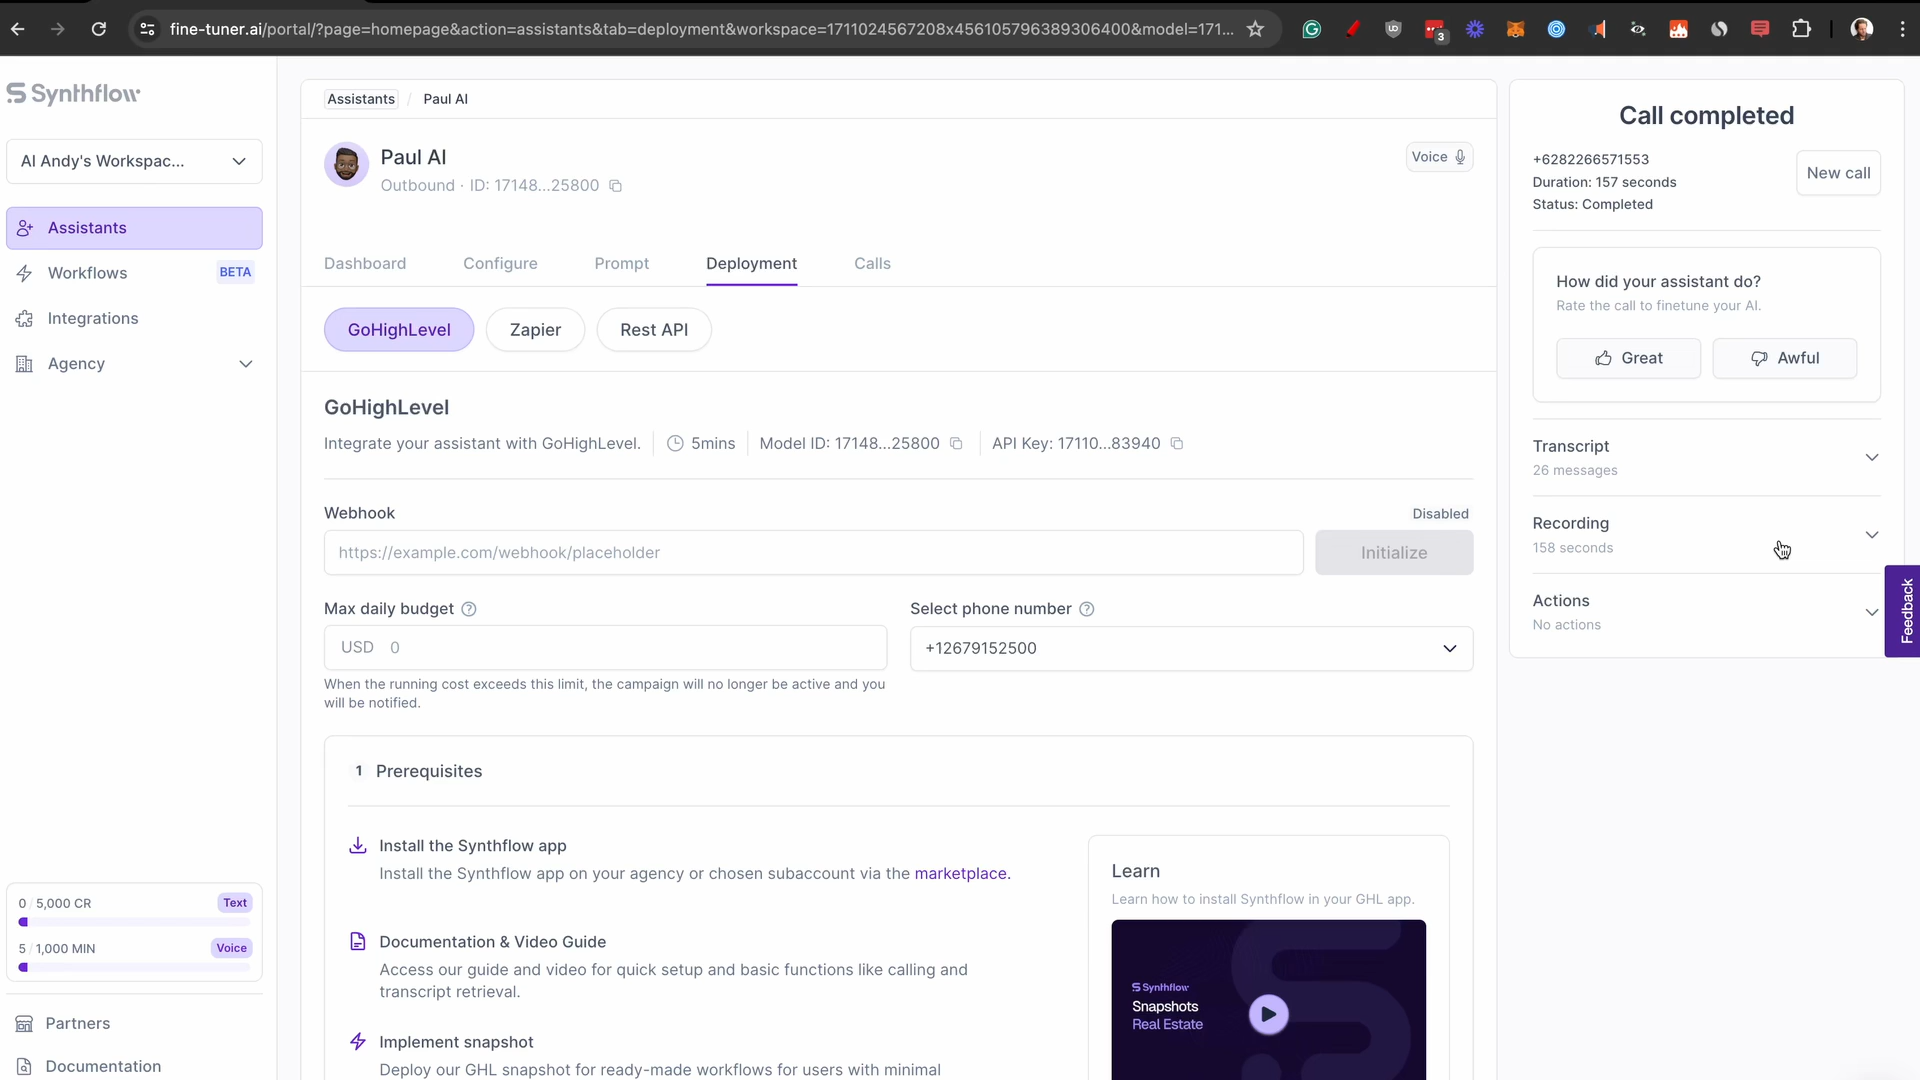 fine-tuner.ai/portal/?page=homepage&action=assistants&tab=deployment&workspace=1711024567208x456105796389306400&model=171...
3
Synthflow
AI Andy's Workspac...
Assistants
Workflows BETA
Integrations
Agency
0 / 5,000 CR Text
5 / 1,000 MIN Voice
Partners
Documentation
Assistants / Paul AI
Paul AI
Outbound · ID: 17148...25800
Voice
Dashboard Configure Prompt Deployment Calls
GoHighLevel Zapier Rest API
GoHighLevel
Integrate your assistant with GoHighLevel. 5mins Model ID: 17148...25800 API Key: 17110...83940
Webhook Disabled
https://example.com/webhook/placeholder Initialize
Max daily budget ? Select phone number ?
USD 0 +12679152500
When the running cost exceeds this limit, the campaign will no longer be active and you
will be notified.
1 Prerequisites
Install the Synthflow app
Install the Synthflow app on your agency or chosen subaccount via the marketplace.
Documentation & Video Guide
Access our guide and video for quick setup and basic functions like calling and
transcript retrieval.
Implement snapshot
Deploy our GHL snapshot for ready-made workflows for users with minimal
Learn
Learn how to install Synthflow in your GHL app.
Synthflow
Snapshots
Real Estate
Call completed
+6282266571553
Duration: 157 seconds
Status: Completed
New call
How did your assistant do?
Rate the call to finetune your AI.
Great Awful
Transcript
26 messages
Recording
158 seconds
Actions
No actions
Feedback